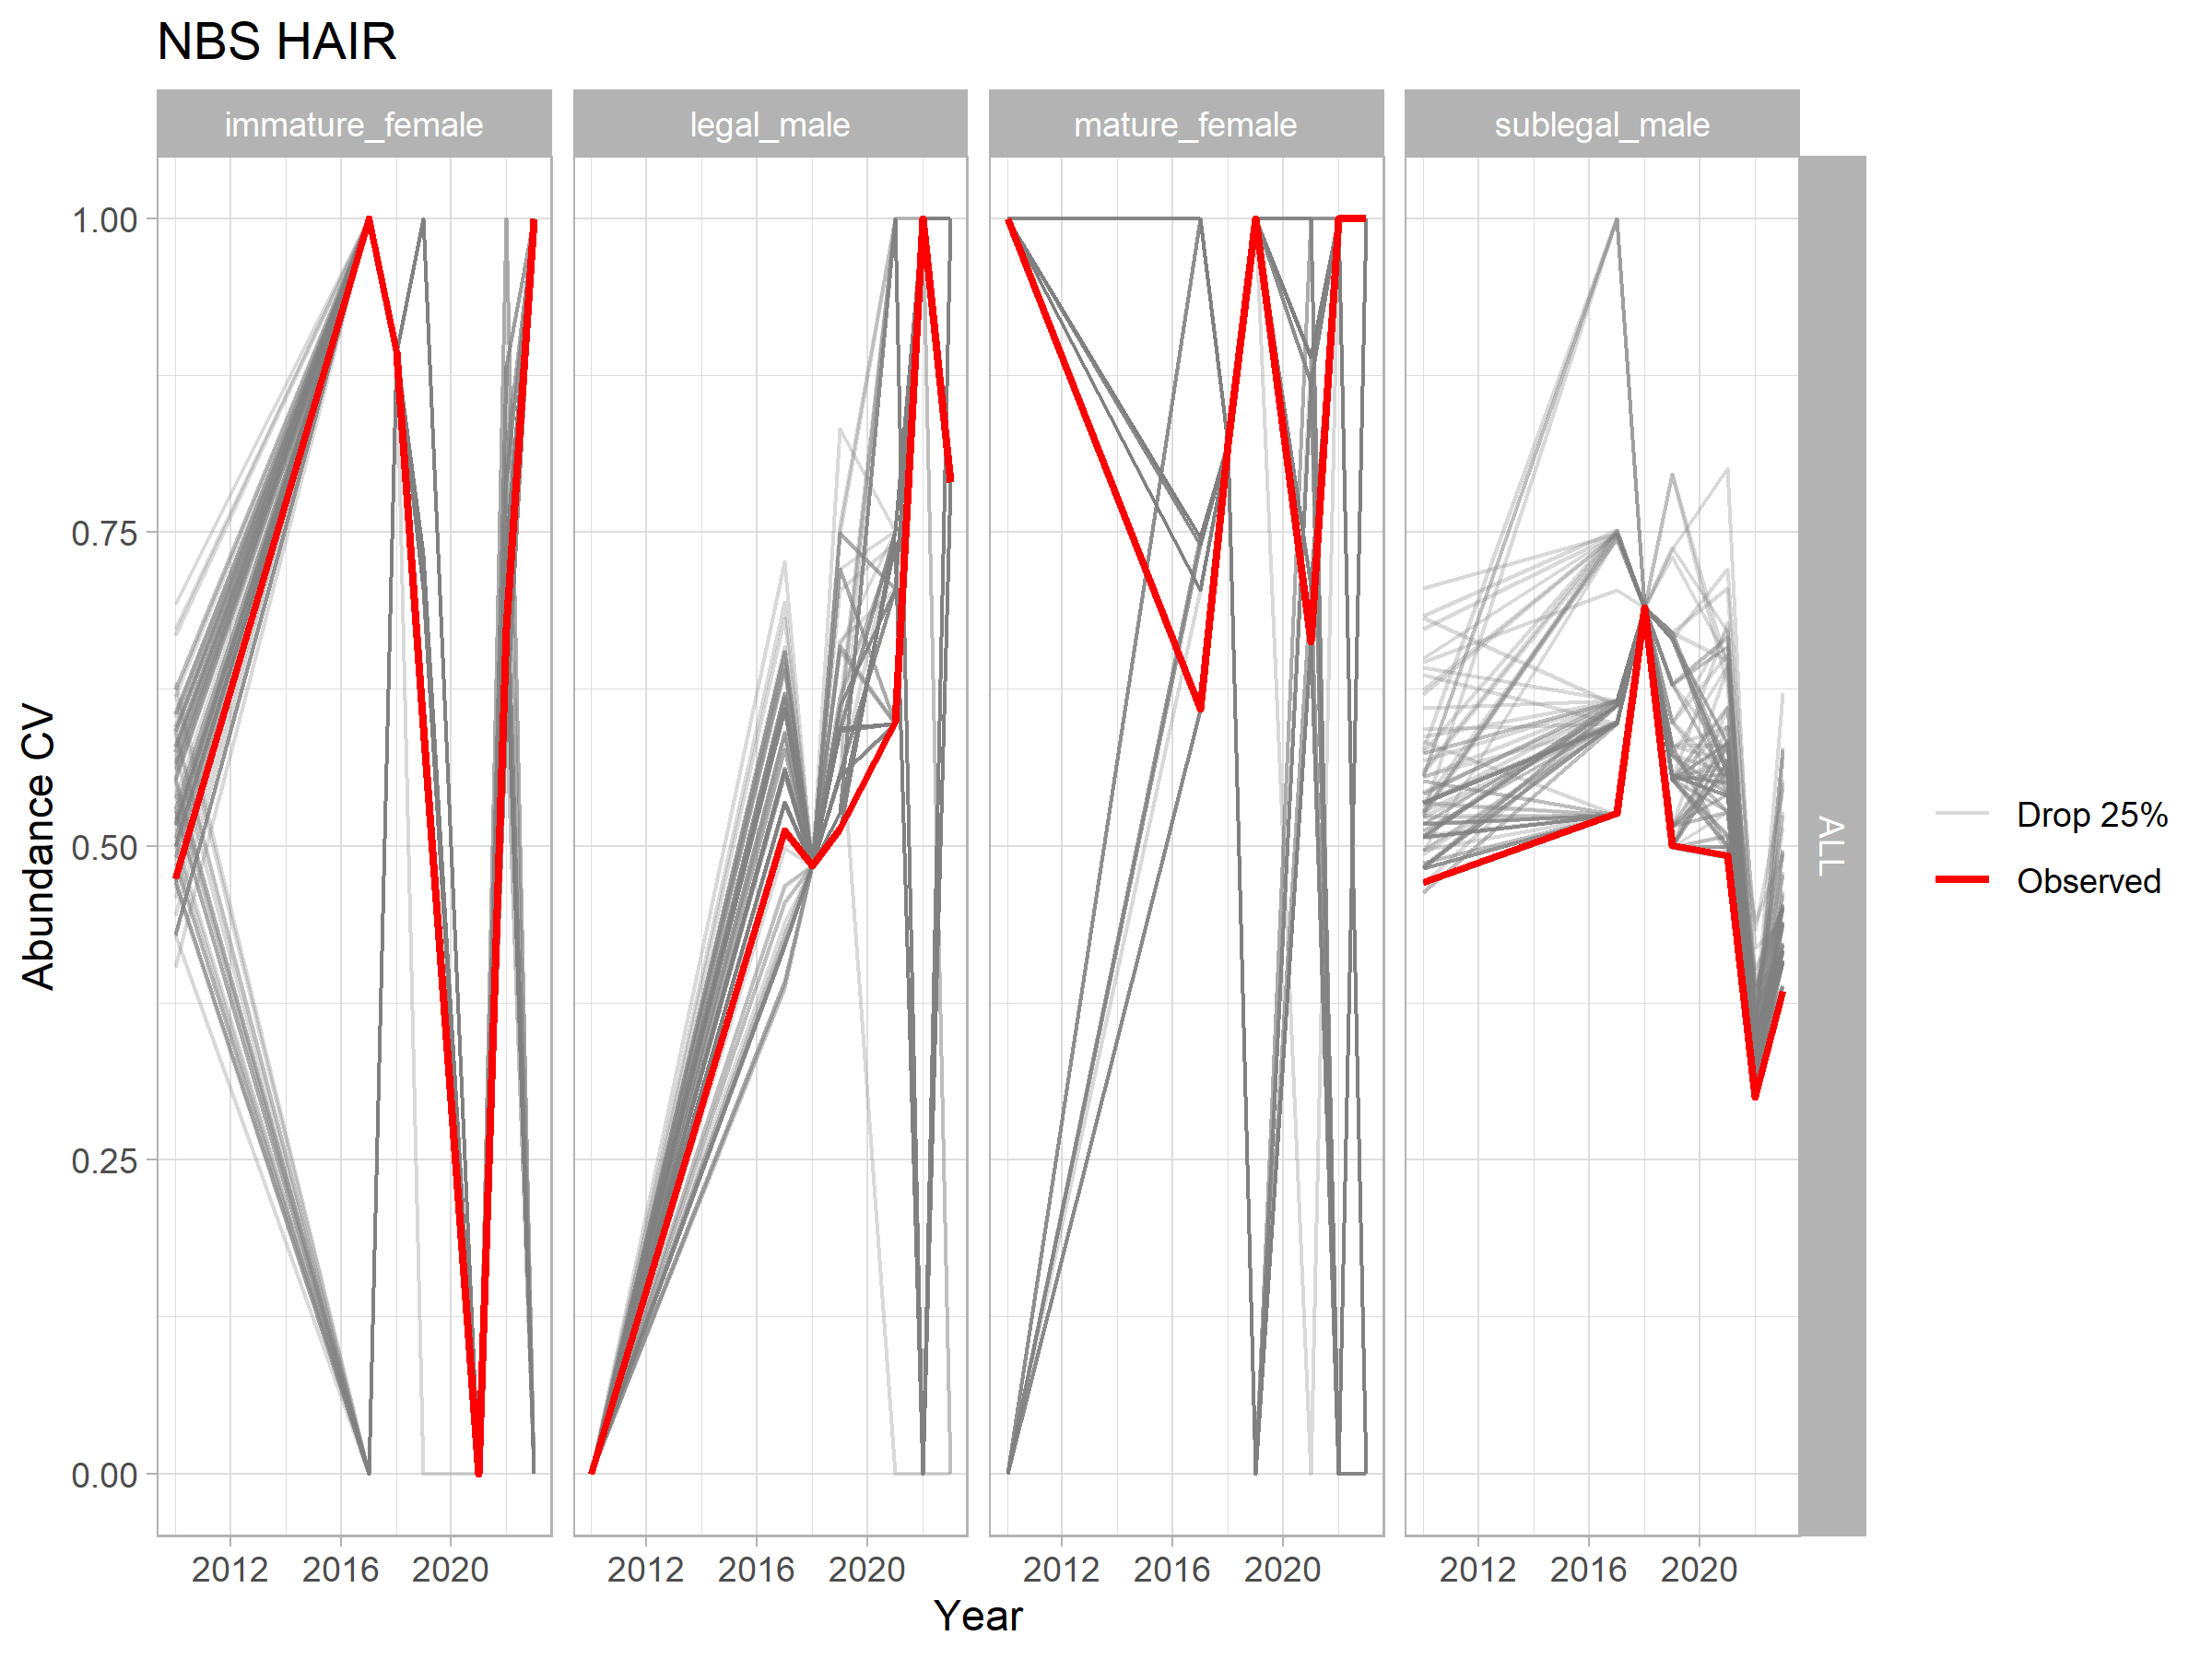 NBS HAIR
immature_female legal_male mature_female sublegal_male
ALL
Abundance CV
1.00
0.75
0.50
0.25
0.00
2012 2016 2020 2012 2016 2020 2012 2016 2020 2012 2016 2020
Year
Drop 25%
Observed